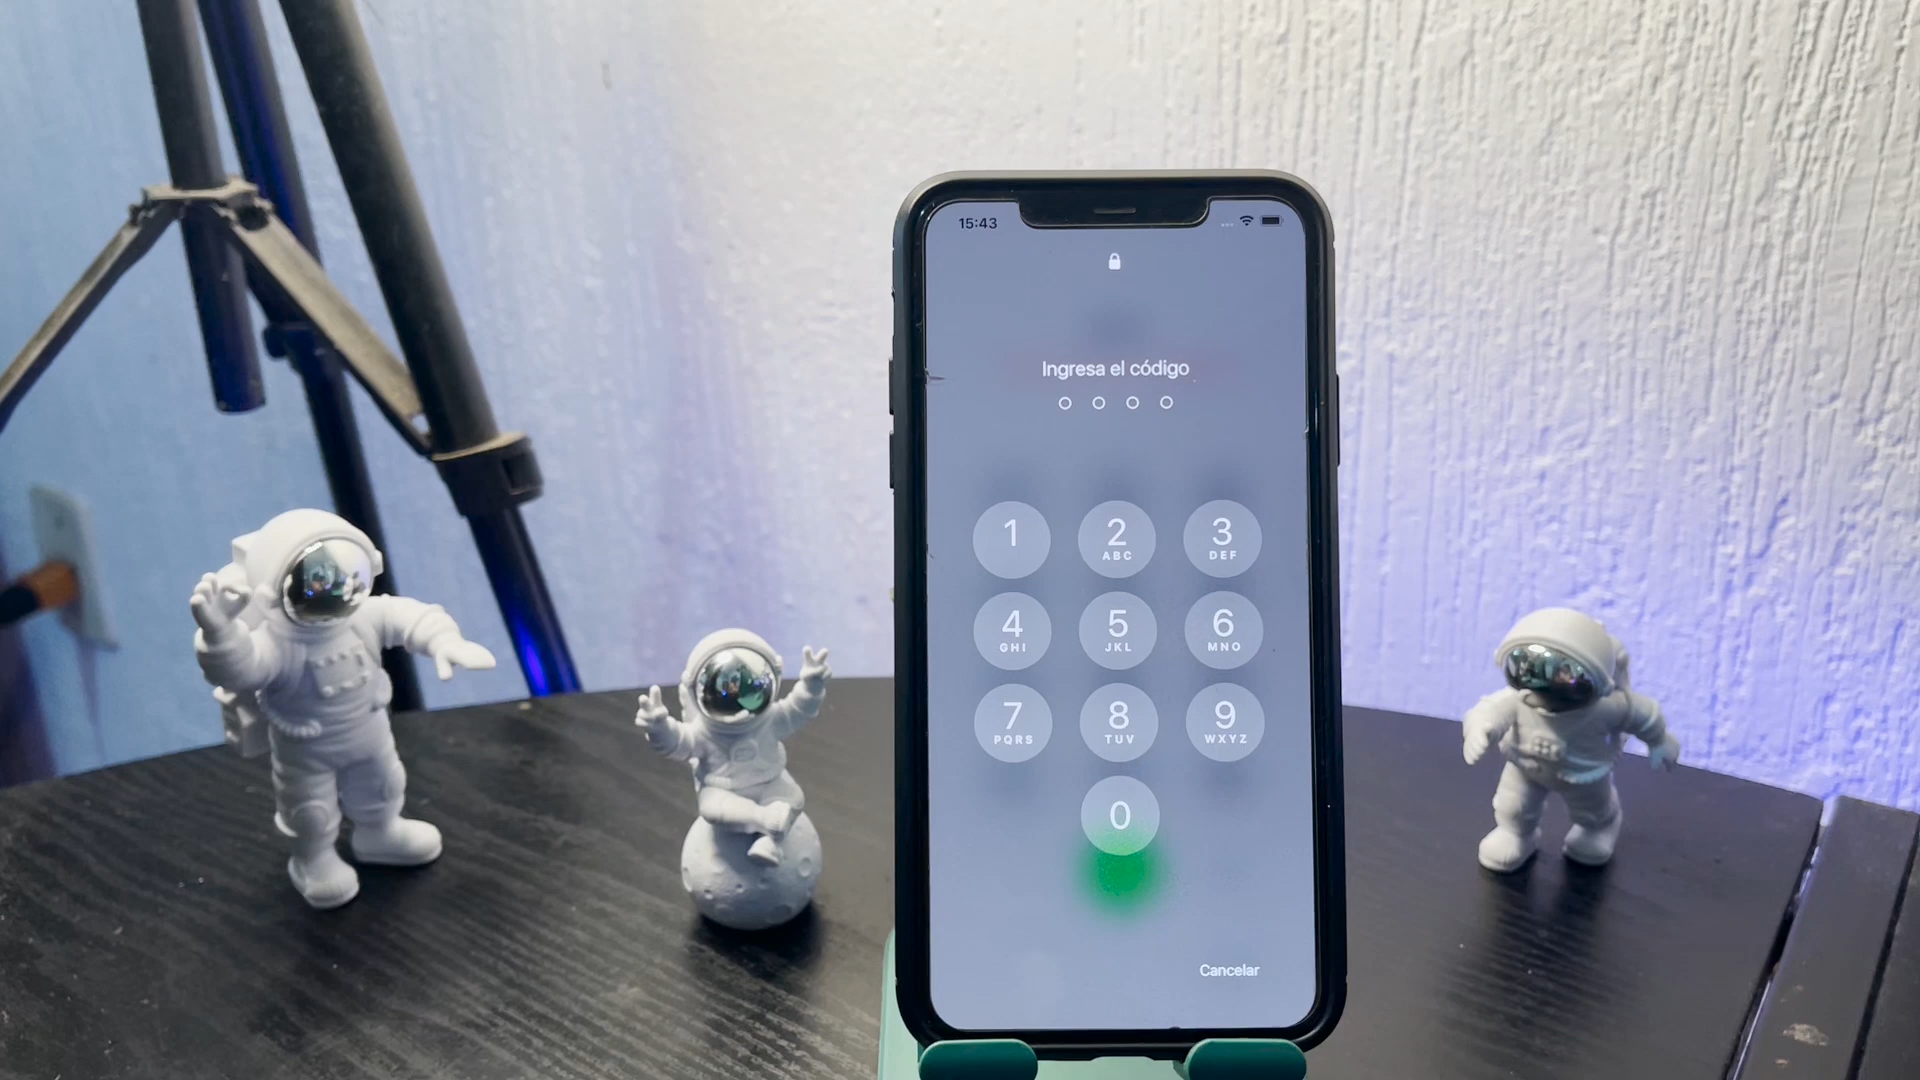 15:43
Ingresa el código
1
2
ABC
3
DEF
4
GHI
5
JKL
6
MNO
7
PQRS
8
TUV
9
WXYZ
0
Cancelar